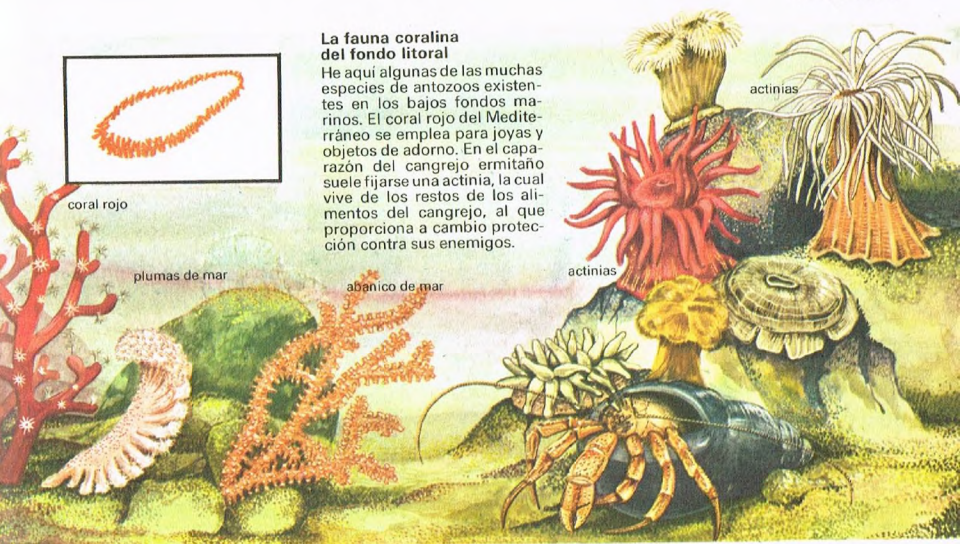 La fauna coralina
del fondo litoral
He aquí algunas de las muchas
especies de antozoos existen-
tes en los bajos fondos ma-
rinos. El coral rojo del Medite-
rráneo se emplea para joyas y
objetos de adorno. En el capa-
razón del cangrejo ermitaño
suele fijarse una actinia, la cual
vive de los restos de los ali-
mentos del cangrejo, al que
proporciona a cambio protec-
ción contra sus enemigos.
coral rojo
plumas de mar
abanico de mar
actinias
actinias